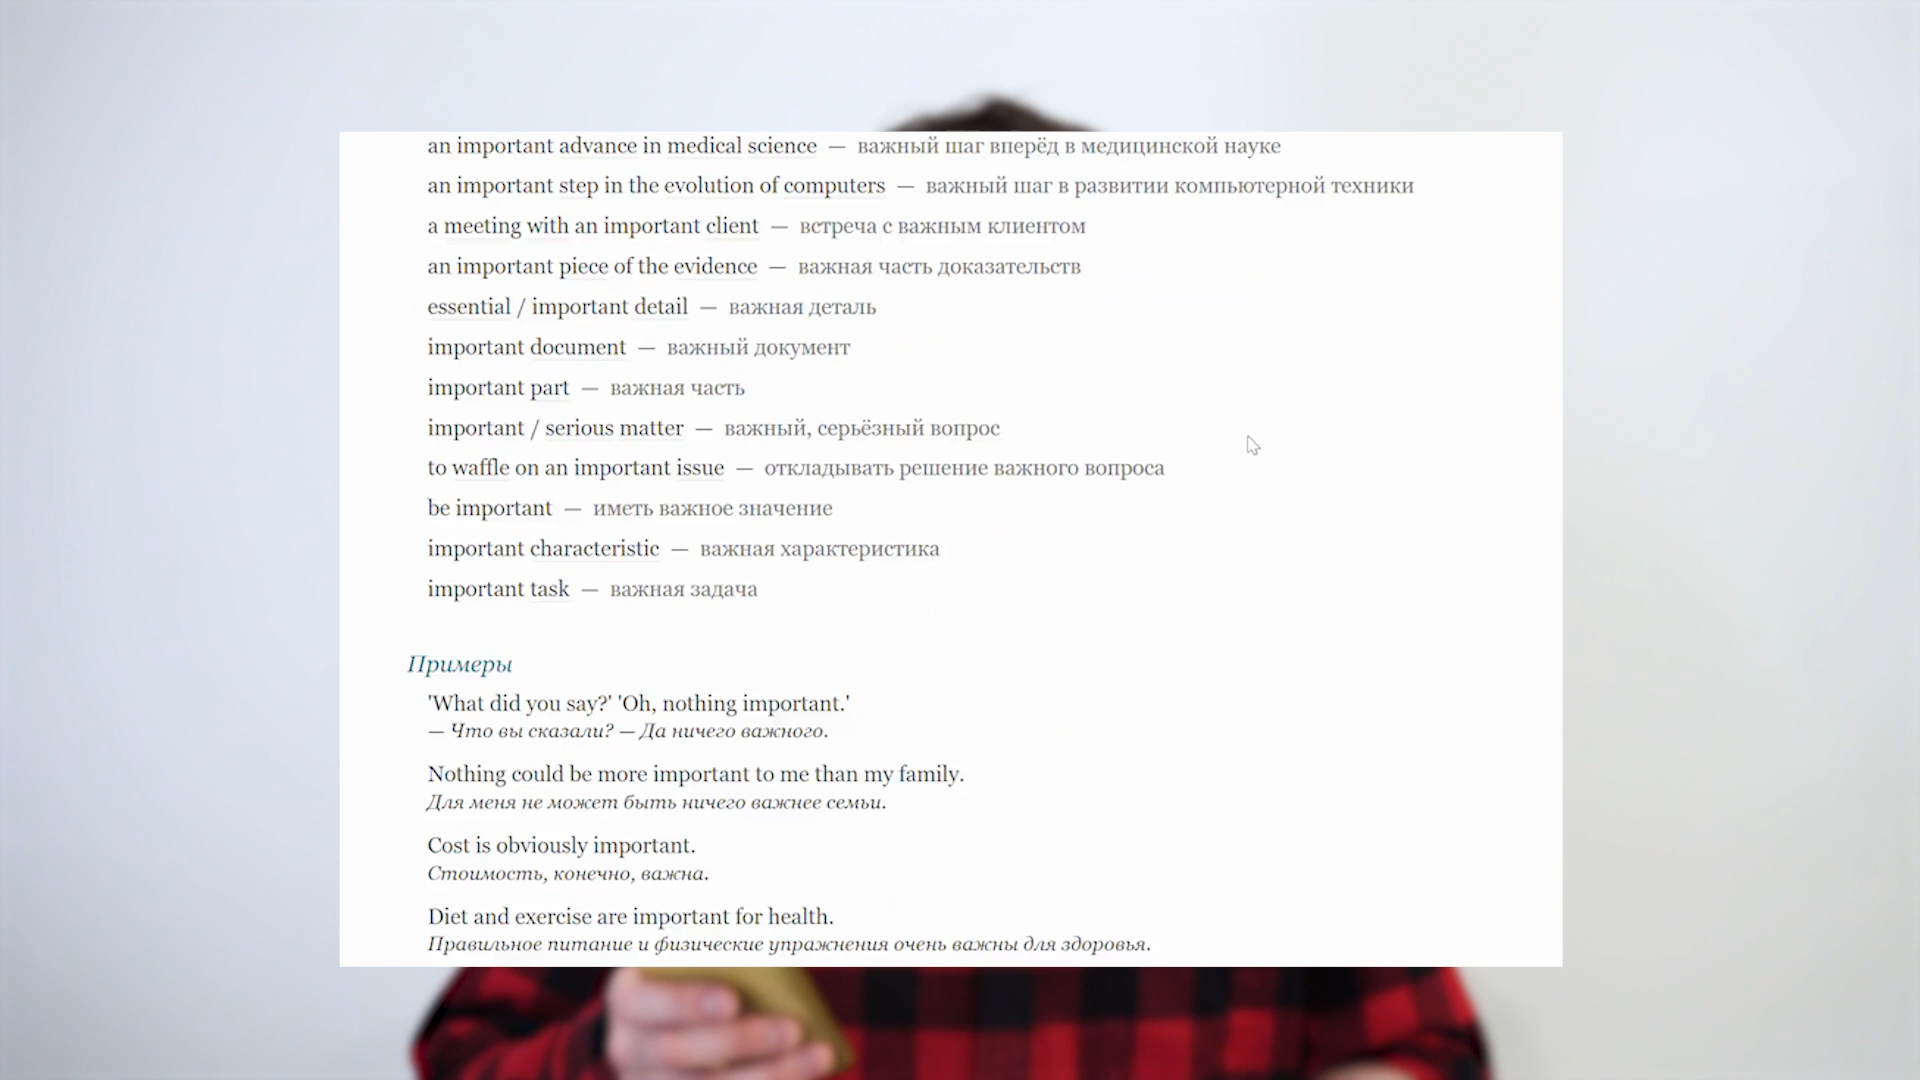 an important advance in medical science — важный шаг вперёд в медицинской науке
an important step in the evolution of computers — важный шаг в развитии компьютерной техники
a meeting with an important client — встреча с важным клиентом
an important piece of the evidence — важная часть доказательств
essential / important detail — важная деталь
important document — важный документ
important part — важная часть
important / serious matter — важный, серьёзный вопрос
to waffle on an important issue — откладывать решение важного вопроса
be important — иметь важное значение
important characteristic — важная характеристика
important task — важная задача
Примеры
'What did you say?' 'Oh, nothing important.'
— Что вы сказали? — Да ничего важного.
Nothing could be more important to me than my family.
Для меня не может быть ничего важнее семьи.
Cost is obviously important.
Стоимость, конечно, важна.
Diet and exercise are important for health.
Правильное питание и физические упражнения очень важны для здоровья.